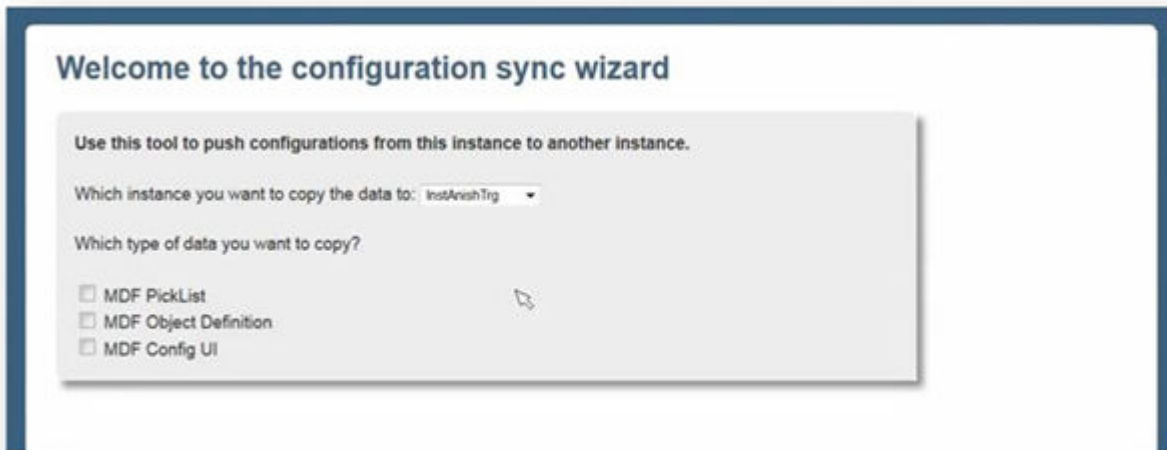 Welcome to the configuration sync wizard
Use this tool to push configurations from this instance to another instance.
Which instance you want to copy the data to: InstAnishTrg
Which type of data you want to copy?
MDF PickList
MDF Object Definition
MDF Config UI